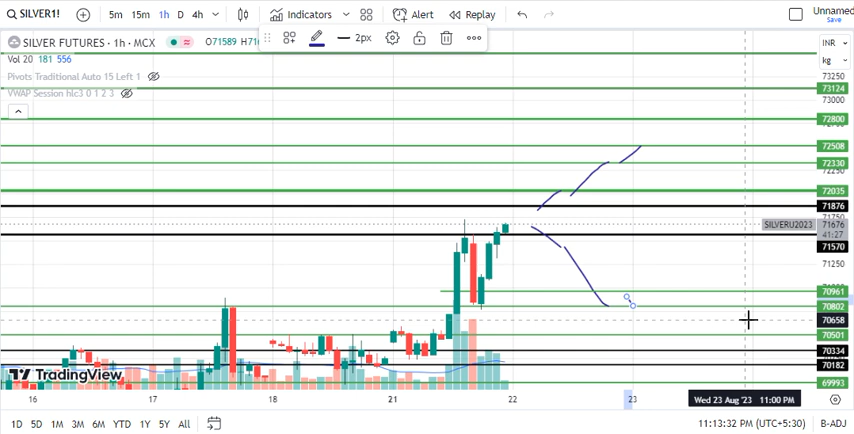 SILVER1! 5m 15m 1h D 4h Indicators Alert Replay Unnamed
Save
SILVER FUTURES · 1h · MCX O71589 H71 2px INR
Vol 20 181 556 kg
Pivots Traditional Auto 15 Left 1
VWAP Session hlc3 0 1 2 3
73250
73124
73000
72800
72508
72330
72250
72035
71876
71750
SILVERU2023 71676
41:27
71570
71250
70961
70802
70658
70501
70334
70182
69993
TradingView
16 17 18 21 22 23 Wed 23 Aug '23 11:00 PM
1D 5D 1M 3M 6M YTD 1Y 5Y All 11:13:32 PM (UTC+5:30) B-ADJ